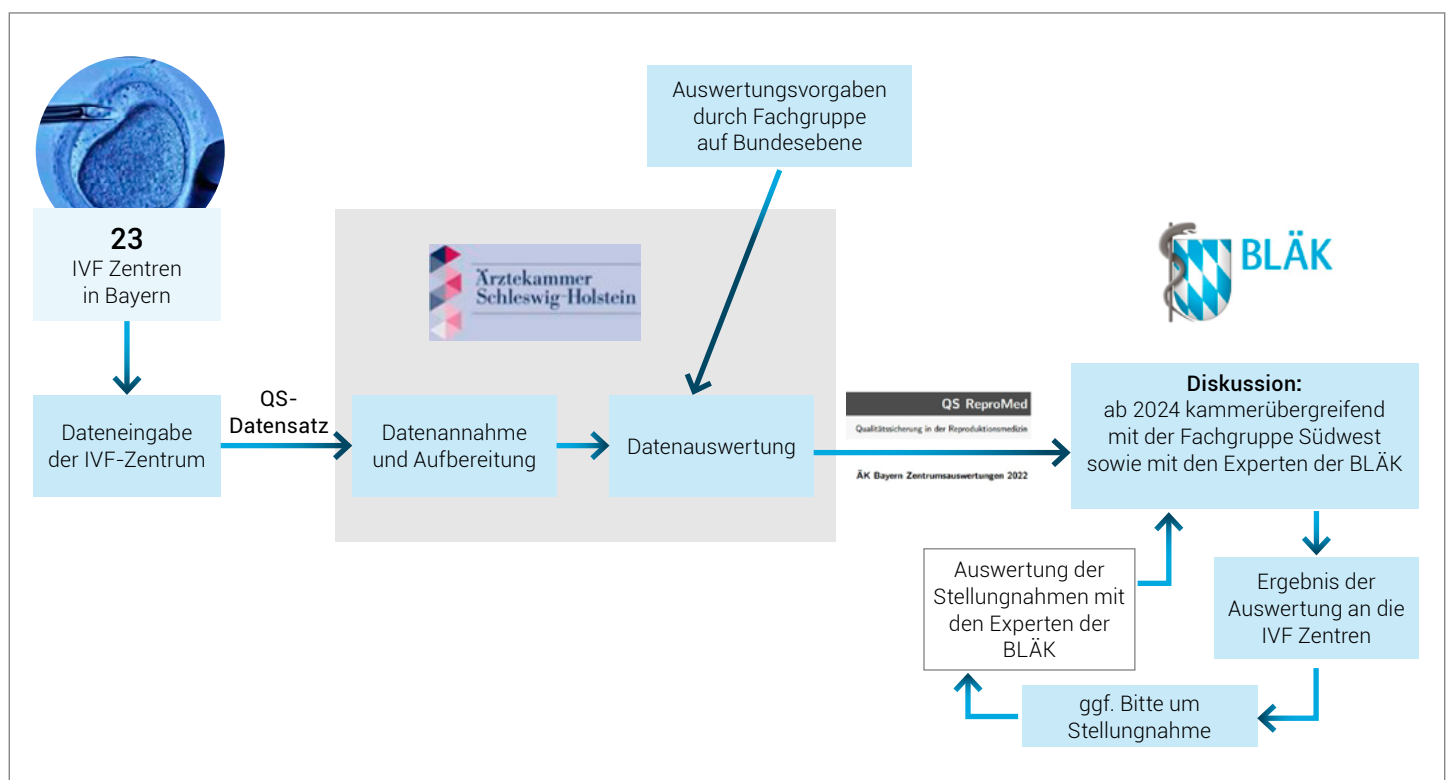 Auswertungsvorgaben
durch Fachgruppe
auf Bundesebene
23
IVF Zentren
in Bayern
Ärztekammer
Schleswig-Holstein
BLÄK
Dateneingabe
der IVF-Zentrum
QS-
Datensatz
Datenannahme
und Aufbereitung
Datenauswertung
QS ReproMed
Qualitätssicherung in der Reproduktionsmedizin
ÄK Bayern Zentrumsauswertungen 2022
Diskussion:
ab 2024 kammerübergreifend
mit der Fachgruppe Südwest
sowie mit den Experten der BLÄK
Auswertung der
Stellungnahmen mit
den Experten der
BLÄK
Ergebnis der
Auswertung an die
IVF Zentren
ggf. Bitte um
Stellungnahme